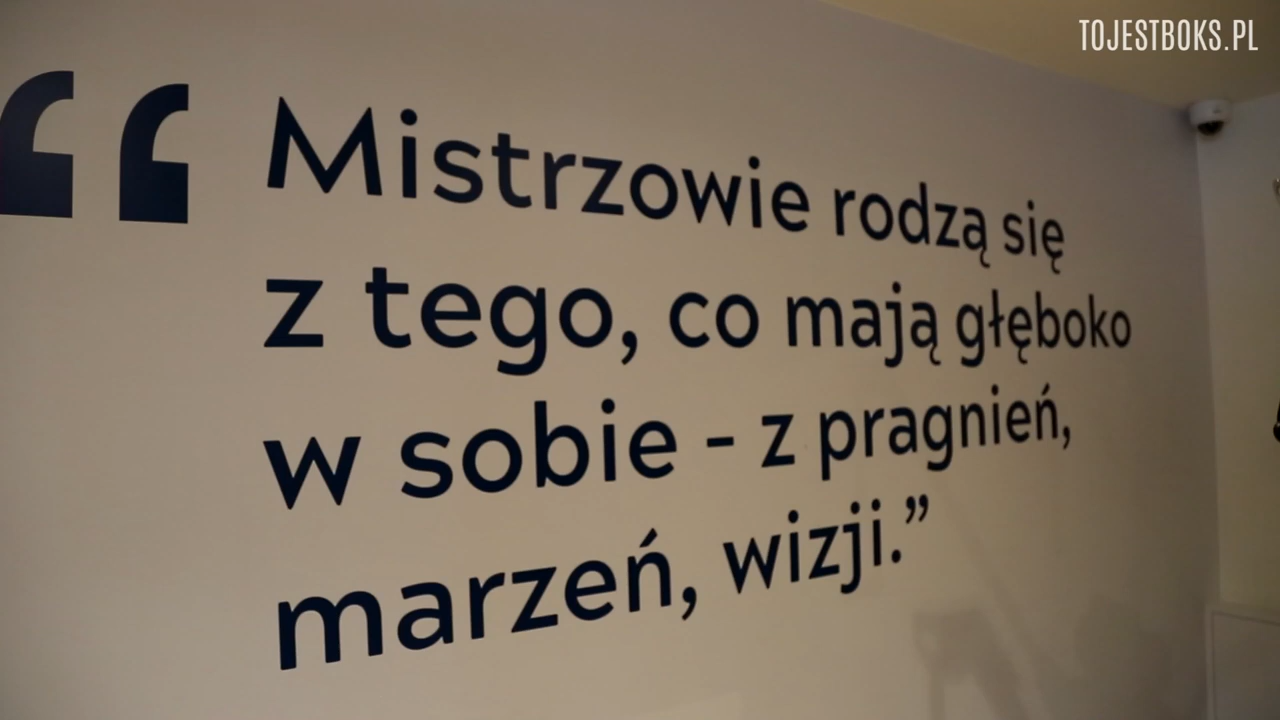 TOJESTBOKS.PL
“Mistrzowie rodzą się
z tego, co mają głęboko
w sobie - z pragnień,
marzeń, wizji.”